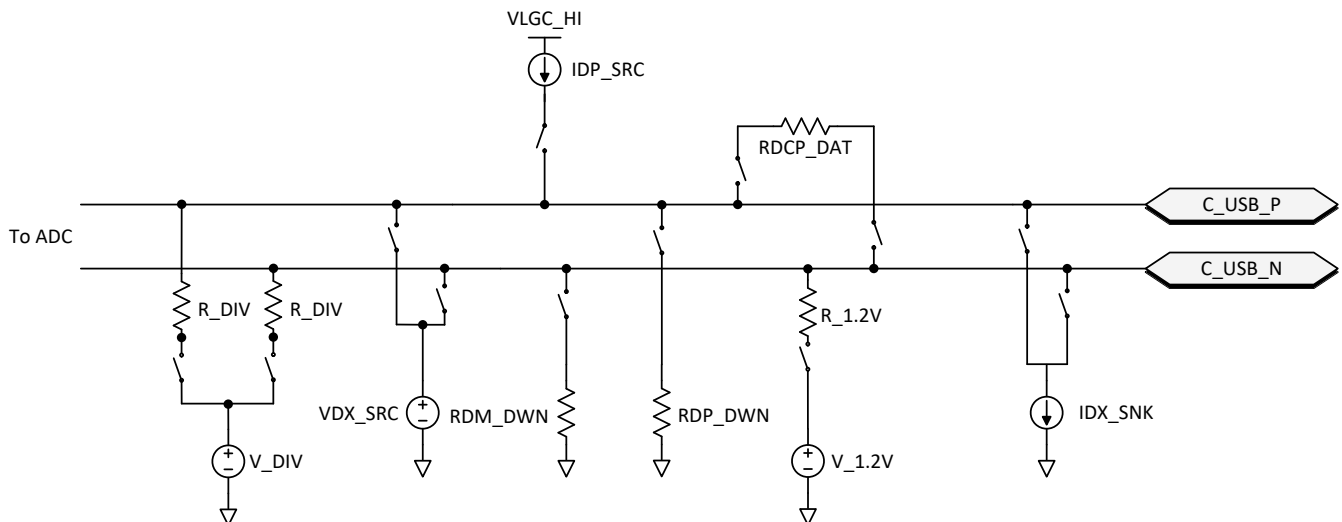 VLGC_HI
IDP_SRC
RDCP_DAT
C_USB_P
To ADC
C_USB_N
R_DIV
R_DIV
R_1.2V
VDX_SRC
RDM_DWN
RDP_DWN
IDX_SNK
V_DIV
V_1.2V